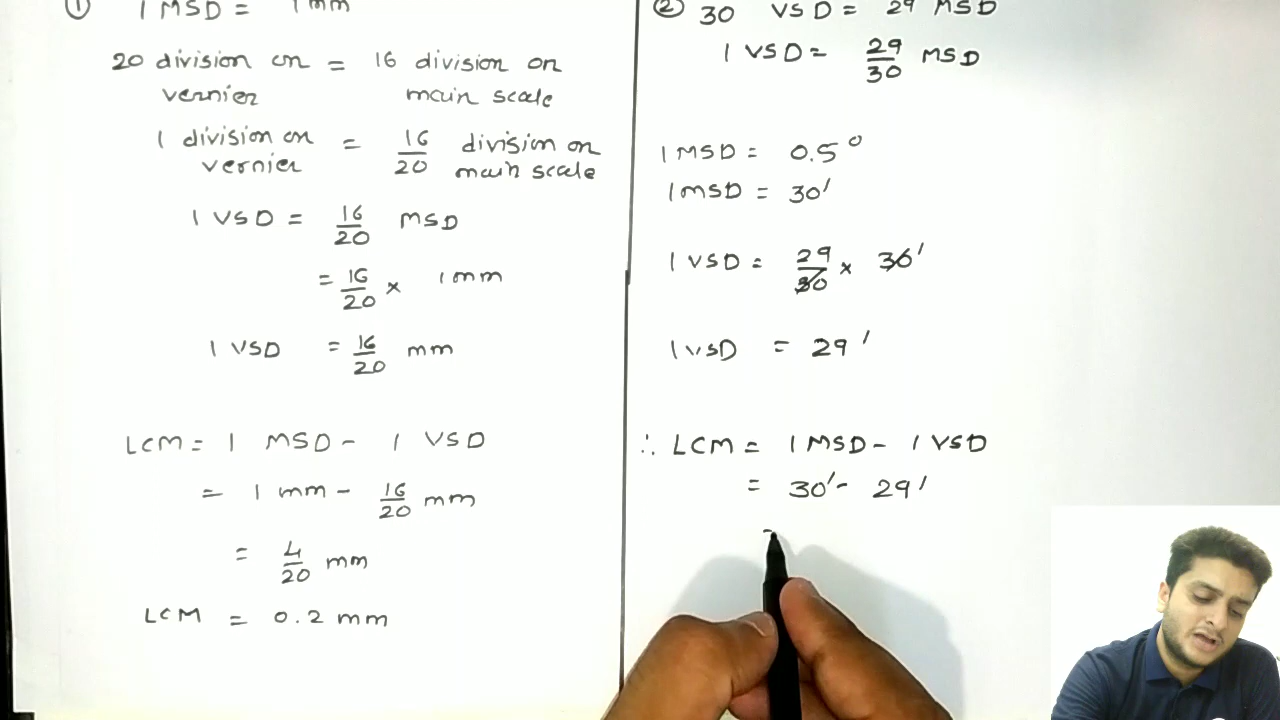 ① 1 MSD = 1 mm
20 division on = 16 division on
vernier main scale
1 division on = 16/20 division on
vernier main scale
1 VSD = 16/20 MSD
= 16/20 × 1 mm
1 VSD = 16/20 mm
LCM = 1 MSD - 1 VSD
= 1 mm - 16/20 mm
= 4/20 mm
LCM = 0.2 mm
② 30 VSD = 29 MSD
1 VSD = 29/30 MSD
1 MSD = 0.5°
1 MSD = 30'
1 VSD = 29/30 × 30'
1 VSD = 29'
∴ LCM = 1 MSD - 1 VSD
= 30' - 29'